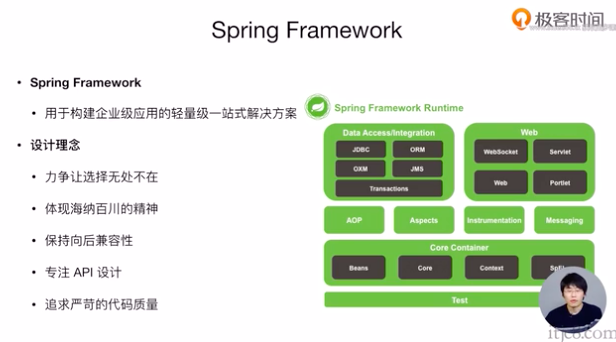 极客时间
Spring Framework
• Spring Framework
• 用于构建企业级应用的轻量级一站式解决方案
• 设计理念
• 力争让选择无处不在
• 体现海纳百川的精神
• 保持向后兼容性
• 专注 API 设计
• 追求严苛的代码质量
Spring Framework Runtime
Data Access/Integration
JDBC ORM
OXM JMS
Transactions
Web
WebSocket Servlet
Web Portlet
AOP Aspects Instrumentation Messaging
Core Container
Beans Core Context
Test
itjc8.com